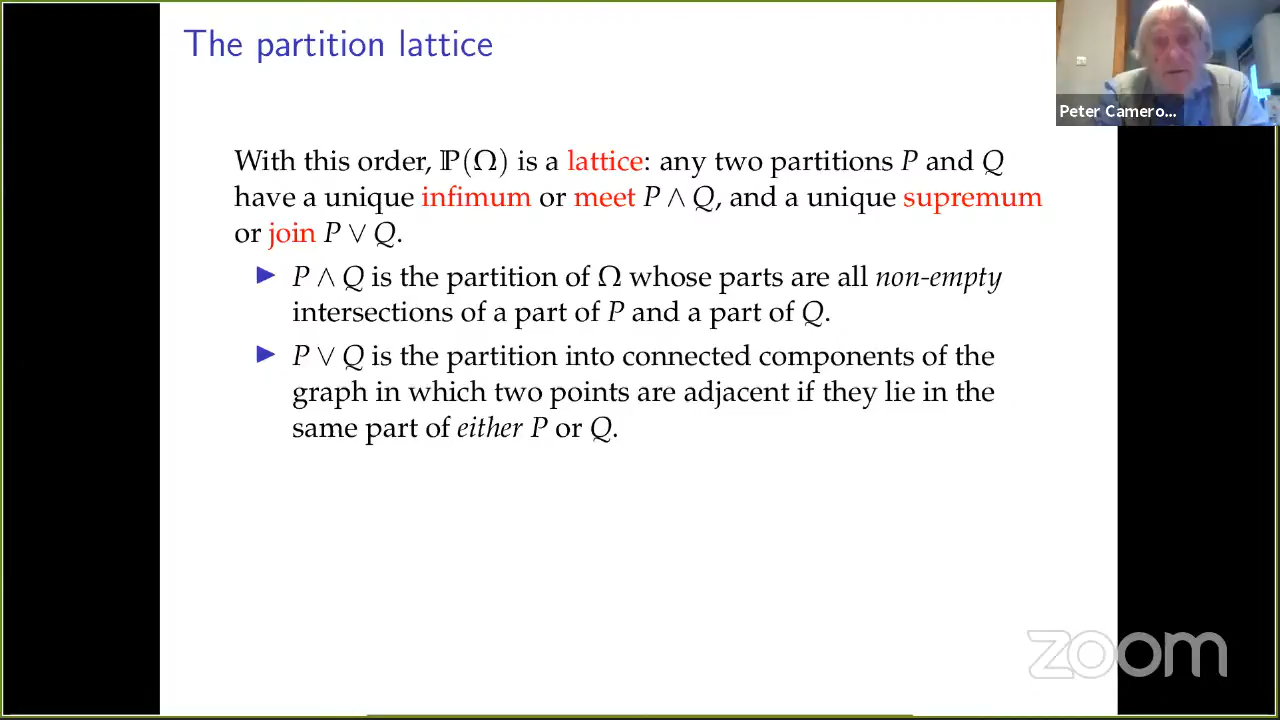 The partition lattice
With this order, ℙ(Ω) is a lattice: any two partitions P and Q
have a unique infimum or meet P ∧ Q, and a unique supremum
or join P ∨ Q.
▶ P ∧ Q is the partition of Ω whose parts are all non-empty
intersections of a part of P and a part of Q.
▶ P ∨ Q is the partition into connected components of the
graph in which two points are adjacent if they lie in the
same part of either P or Q.
Peter Camero...
zoom